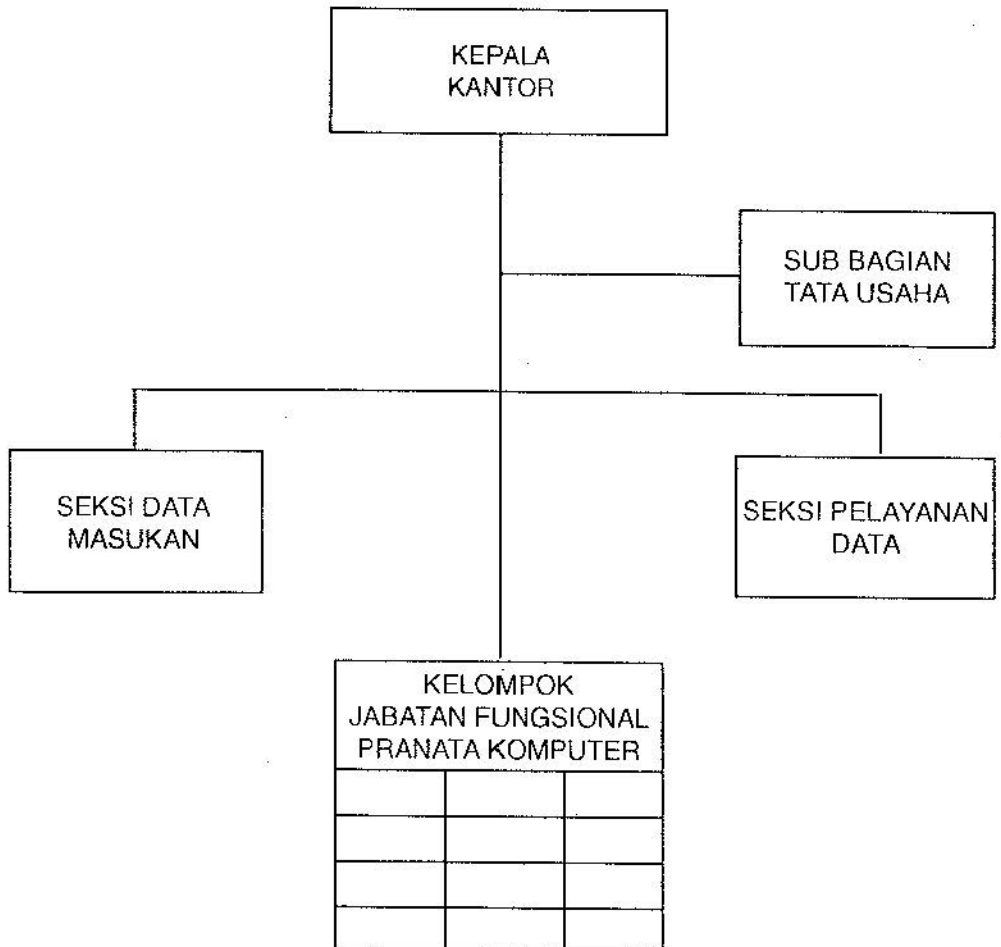 KEPALA
KANTOR
SUB BAGIAN
TATA USAHA
SEKSI DATA
MASUKAN
SEKSI PELAYANAN
DATA
KELOMPOK
JABATAN FUNGSIONAL
PRANATA KOMPUTER